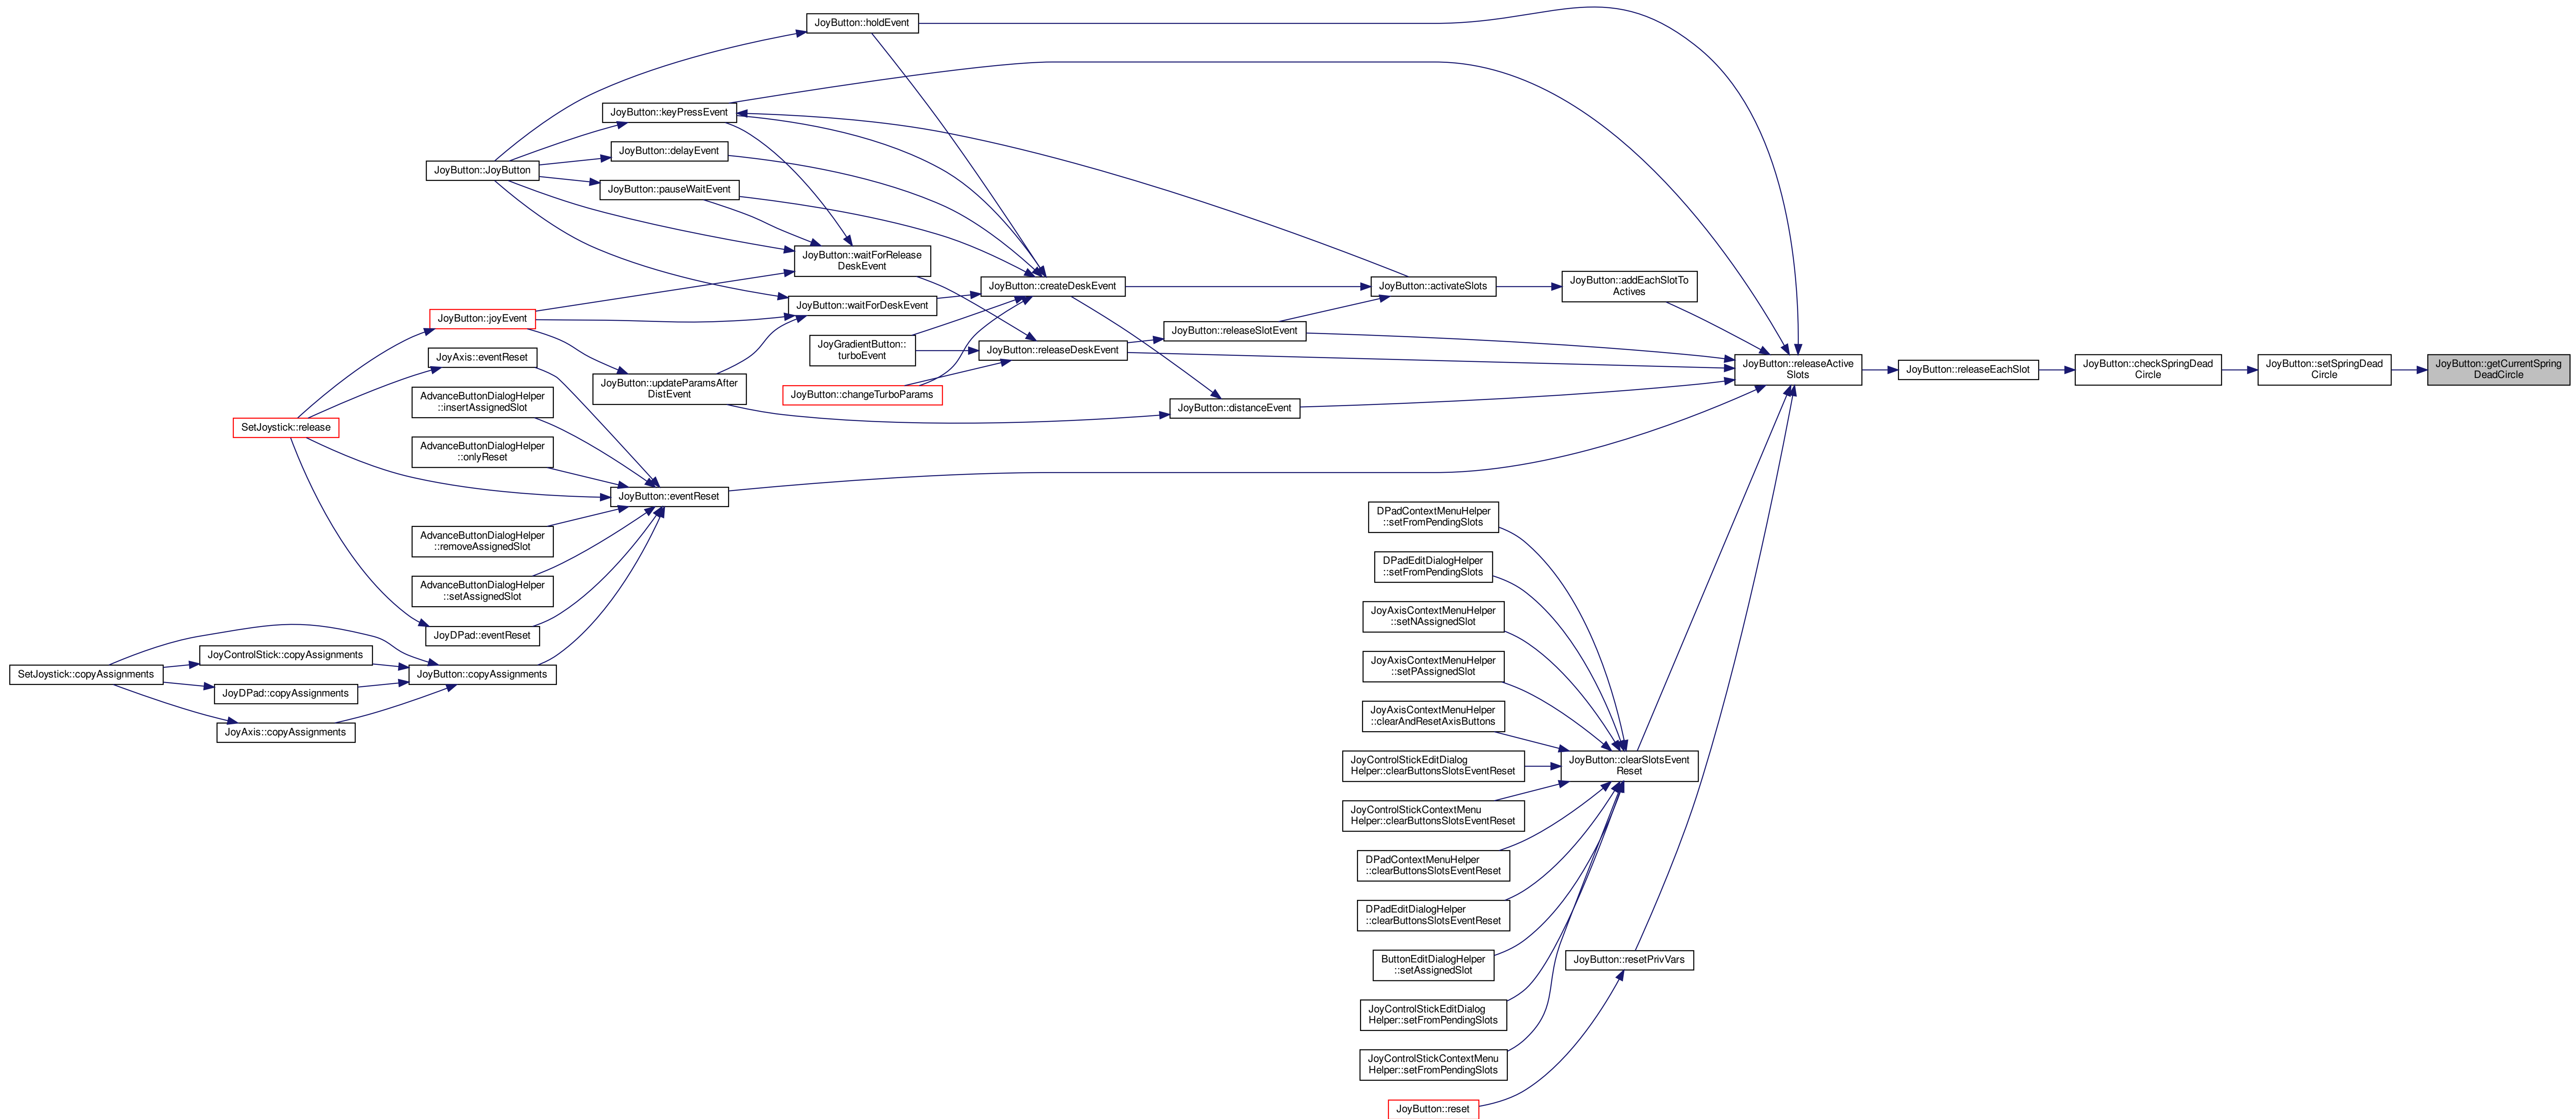 JoyButton::holdEvent
JoyButton::keyPressEvent
JoyButton::delayEvent
JoyButton::JoyButton
JoyButton::pauseWaitEvent
JoyButton::waitForRelease
DeskEvent
JoyButton::createDeskEvent
JoyButton::activateSlots
JoyButton::addEachSlotTo
Actives
JoyButton::waitForDeskEvent
JoyButton::joyEvent
JoyButton::releaseSlotEvent
JoyGradientButton::
turboEvent
JoyButton::releaseDeskEvent
JoyAxis::eventReset
JoyButton::releaseActive
Slots
JoyButton::releaseEachSlot
JoyButton::checkSpringDead
Circle
JoyButton::setSpringDead
Circle
JoyButton::getCurrentSpring
DeadCircle
JoyButton::updateParamsAfter
DistEvent
JoyButton::changeTurboParams
AdvanceButtonDialogHelper
::insertAssignedSlot
JoyButton::distanceEvent
SetJoystick::release
AdvanceButtonDialogHelper
::onlyReset
JoyButton::eventReset
DPadContextMenuHelper
::setFromPendingSlots
AdvanceButtonDialogHelper
::removeAssignedSlot
DPadEditDialogHelper
::setFromPendingSlots
AdvanceButtonDialogHelper
::setAssignedSlot
JoyAxisContextMenuHelper
::setNAssignedSlot
JoyDPad::eventReset
JoyControlStick::copyAssignments
JoyAxisContextMenuHelper
::setPAssignedSlot
SetJoystick::copyAssignments
JoyButton::copyAssignments
JoyDPad::copyAssignments
JoyAxisContextMenuHelper
::clearAndResetAxisButtons
JoyAxis::copyAssignments
JoyControlStickEditDialog
Helper::clearButtonsSlotsEventReset
JoyButton::clearSlotsEvent
Reset
JoyControlStickContextMenu
Helper::clearButtonsSlotsEventReset
DPadContextMenuHelper
::clearButtonsSlotsEventReset
DPadEditDialogHelper
::clearButtonsSlotsEventReset
ButtonEditDialogHelper
::setAssignedSlot
JoyButton::resetPrivVars
JoyControlStickEditDialog
Helper::setFromPendingSlots
JoyControlStickContextMenu
Helper::setFromPendingSlots
JoyButton::reset